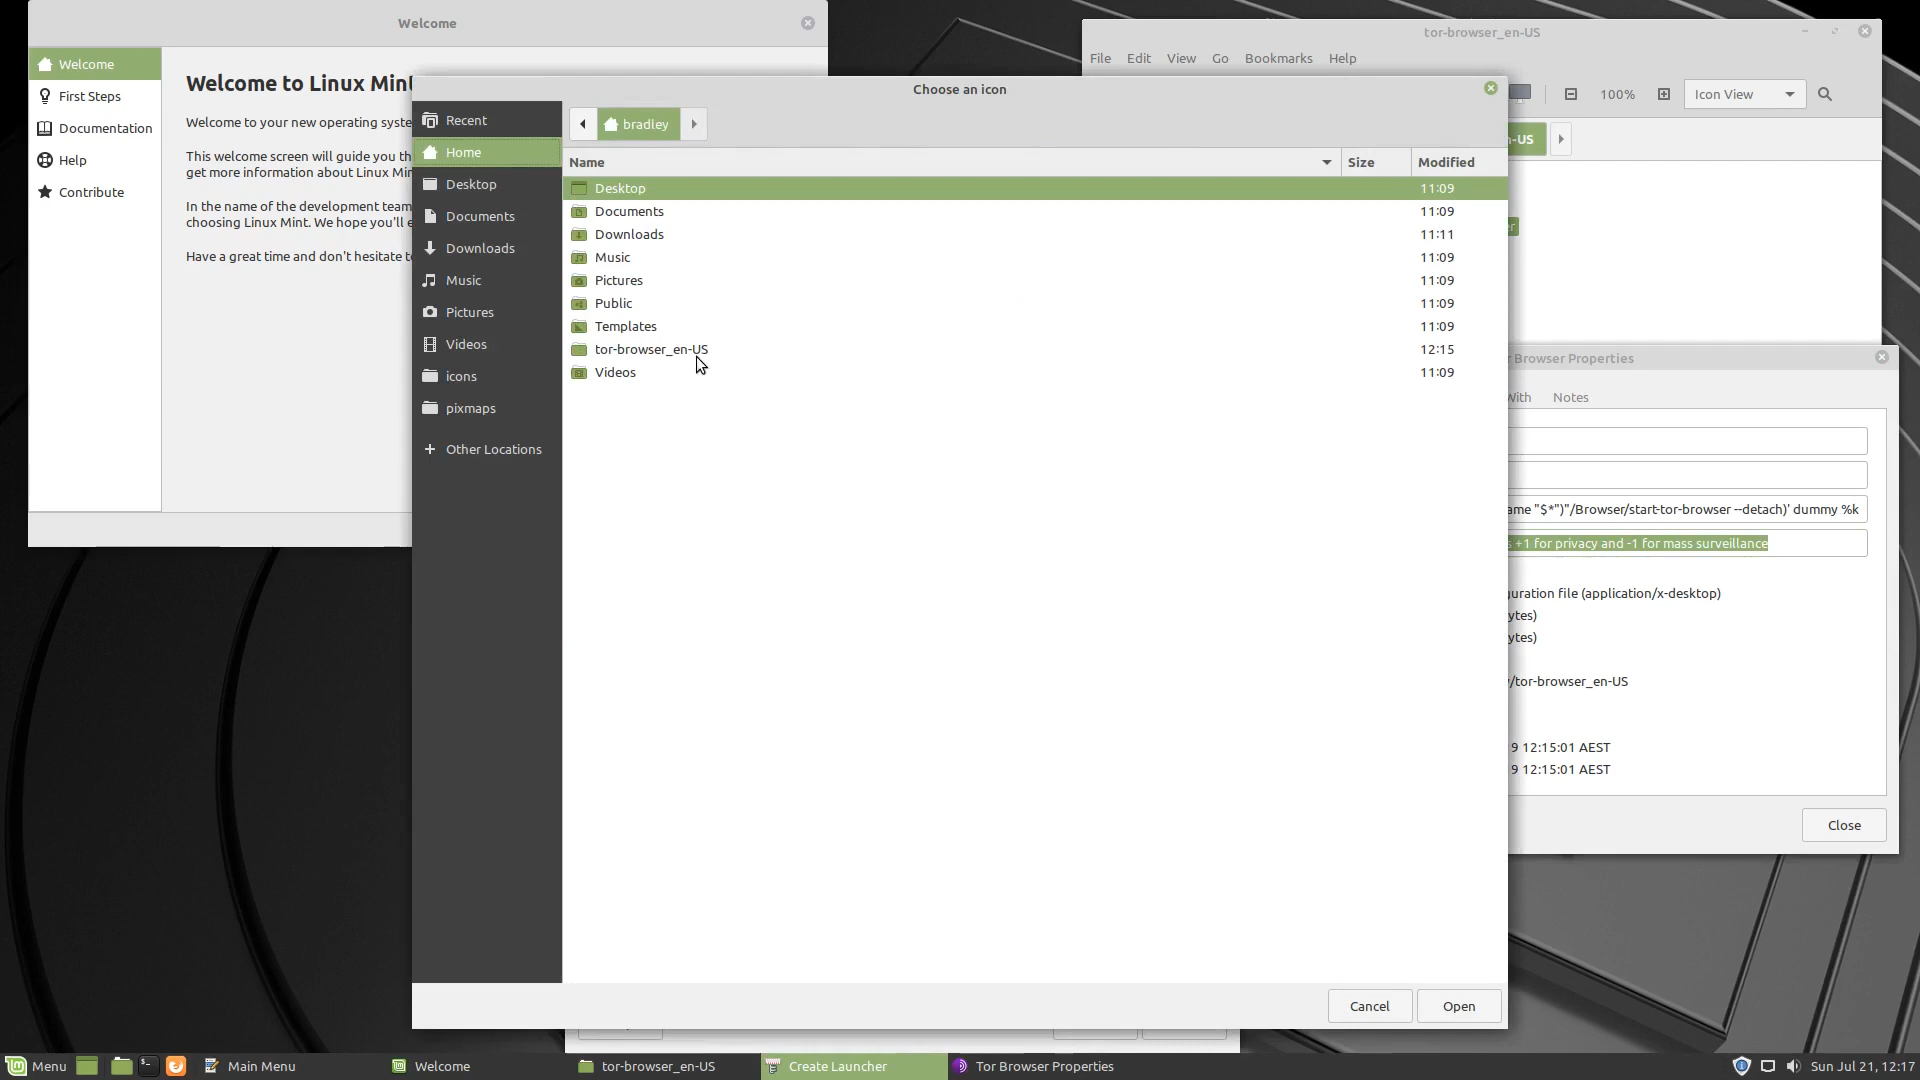 Welcome
Welcome
First Steps
Documentation
Help
Contribute
Welcome to Linux Mint
Welcome to your new operating syste
This welcome screen will guide you th
get more information about Linux Min
In the name of the development team
choosing Linux Mint. We hope you'll e
Have a great time and don't hesitate to
tor-browser_en-US
File Edit View Go Bookmarks Help
100% Icon View
n-US
Choose an icon
Recent
Home
Desktop
Documents
Downloads
Music
Pictures
Videos
icons
pixmaps
+ Other Locations
bradley
Name Size Modified
Desktop 11:09
Documents 11:09
Downloads 11:11
Music 11:09
Pictures 11:09
Public 11:09
Templates 11:09
tor-browser_en-US 12:15
Videos 11:09
Cancel Open
r Browser Properties
With Notes
ame "$*")"/Browser/start-tor-browser --detach)' dummy %k
s +1 for privacy and -1 for mass surveillance
guration file (application/x-desktop)
ytes)
ytes)
/tor-browser_en-US
9 12:15:01 AEST
9 12:15:01 AEST
Close
Menu
Main Menu
Welcome
tor-browser_en-US
Create Launcher
Tor Browser Properties
Sun Jul 21, 12:17